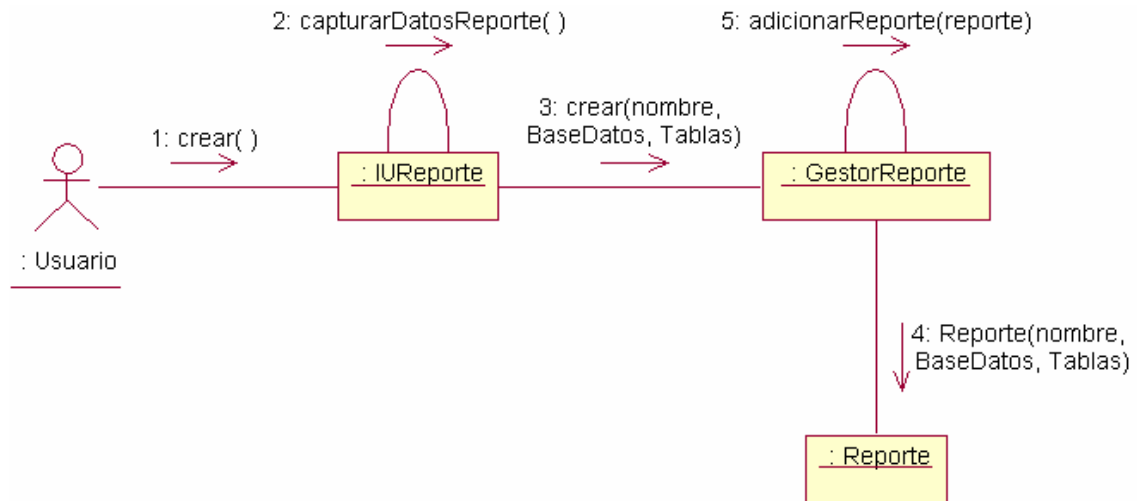 2: capturarDatosReporte( )
5: adicionarReporte(reporte)
1: crear( )
3: crear(nombre,
BaseDatos, Tablas)
: IUReporte
: GestorReporte
: Usuario
4: Reporte(nombre,
BaseDatos, Tablas)
: Reporte